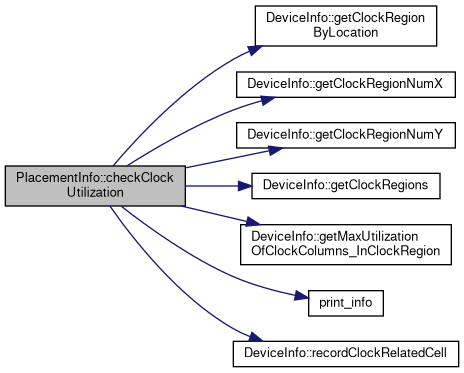 DeviceInfo::getClockRegion
ByLocation
DeviceInfo::getClockRegionNumX
DeviceInfo::getClockRegionNumY
PlacementInfo::checkClock
Utilization
DeviceInfo::getClockRegions
DeviceInfo::getMaxUtilization
OfClockColumns_InClockRegion
print_info
DeviceInfo::recordClockRelatedCell